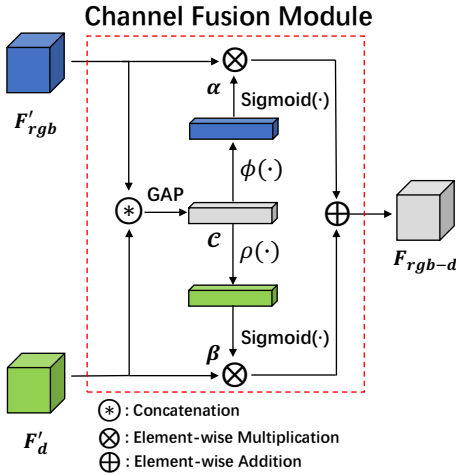 Channel Fusion Module
F'rgb
α
Sigmoid(·)
ϕ(·)
GAP
C
ρ(·)
Frgb−d
Sigmoid(·)
β
F'd
* : Concatenation
⊗ : Element-wise Multiplication
⊕ : Element-wise Addition